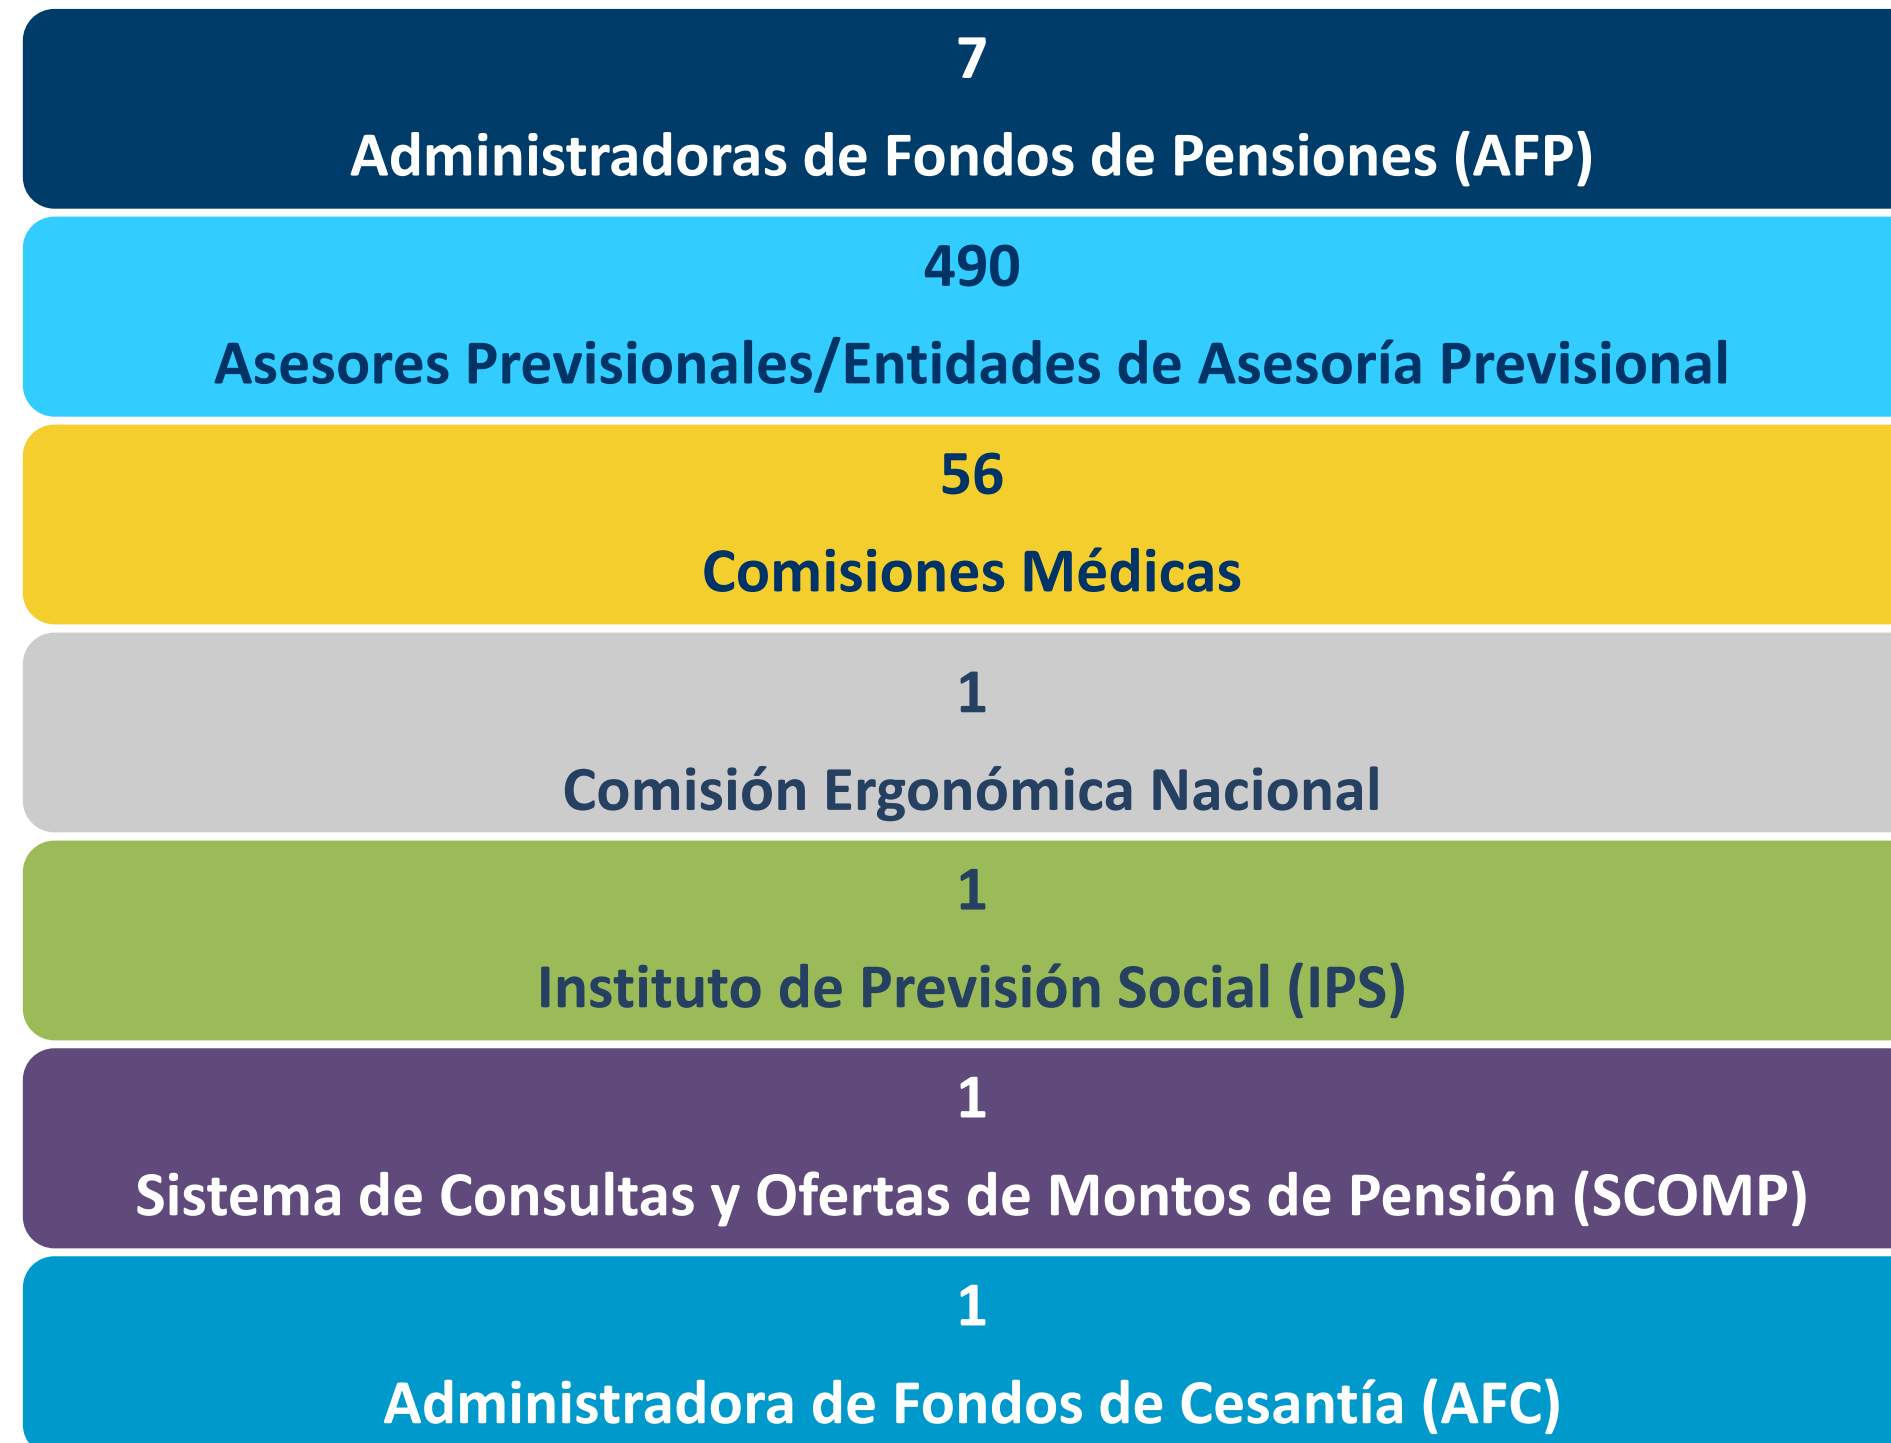 7
Administradoras de Fondos de Pensiones (AFP)
490
Asesores Previsionales/Entidades de Asesoría Previsional
56
Comisiones Médicas
1
Comisión Ergonómica Nacional
1
Instituto de Previsión Social (IPS)
1
Sistema de Consultas y Ofertas de Montos de Pensión (SCOMP)
1
Administradora de Fondos de Cesantía (AFC)